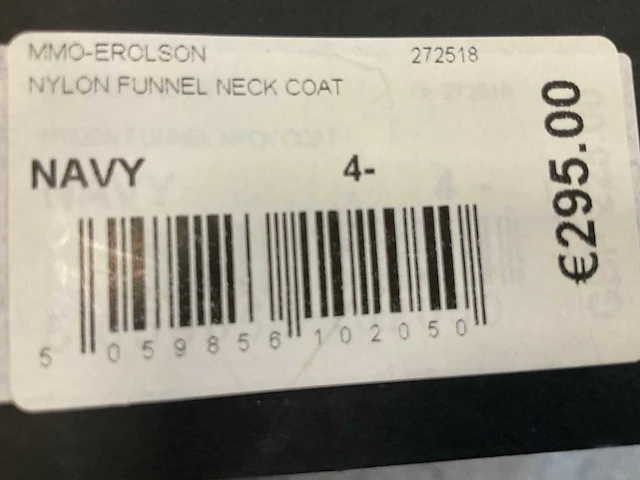 MMO-EROLSON 272518
NYLON FUNNEL NECK COAT
NAVY 4-
€295.00
5 059856 102050